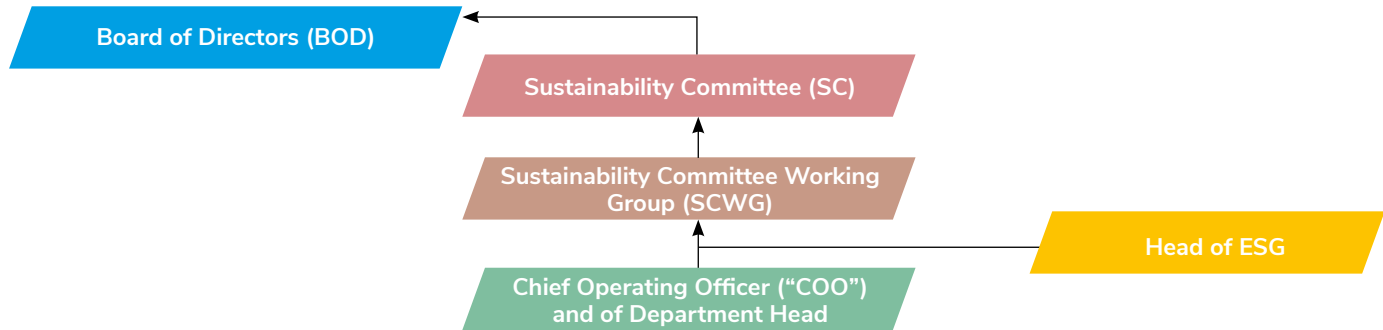 Board of Directors (BOD)
Sustainability Committee (SC)
Sustainability Committee Working
Group (SCWG)
Head of ESG
Chief Operating Officer (“COO”)
and of Department Head